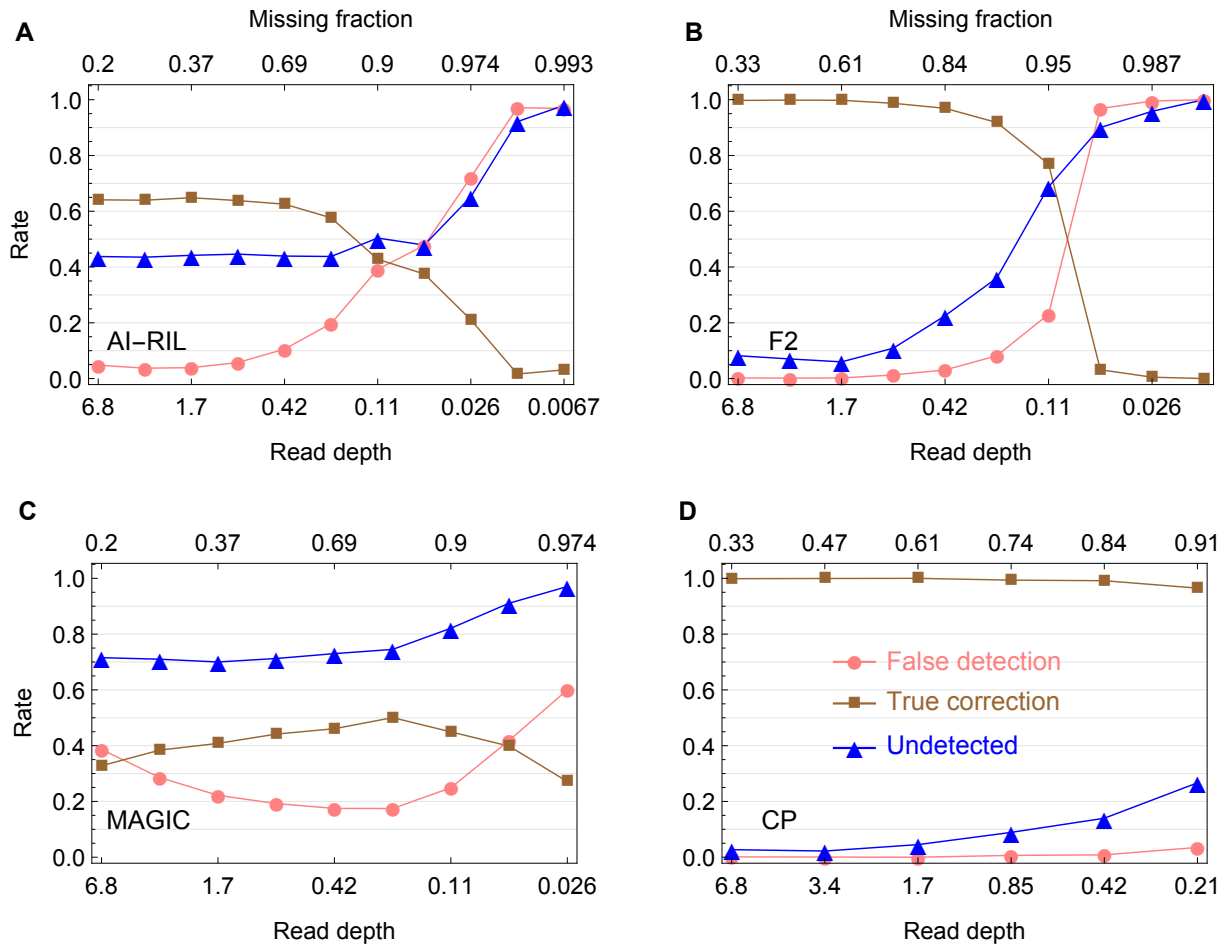 A
Missing fraction
0.2 0.37 0.69 0.9 0.974 0.993
Rate
1.0
0.8
0.6
0.4
0.2
0.0
AI–RIL
6.8 1.7 0.42 0.11 0.026 0.0067
Read depth
B
Missing fraction
0.33 0.61 0.84 0.95 0.987
1.0
0.8
0.6
0.4
0.2
0.0
F2
6.8 1.7 0.42 0.11 0.026
Read depth
C
0.2 0.37 0.69 0.9 0.974
Rate
1.0
0.8
0.6
0.4
0.2
0.0
MAGIC
6.8 1.7 0.42 0.11 0.026
Read depth
D
0.33 0.47 0.61 0.74 0.84 0.91
1.0
0.8
0.6
0.4
0.2
0.0
False detection
True correction
Undetected
CP
6.8 3.4 1.7 0.85 0.42 0.21
Read depth